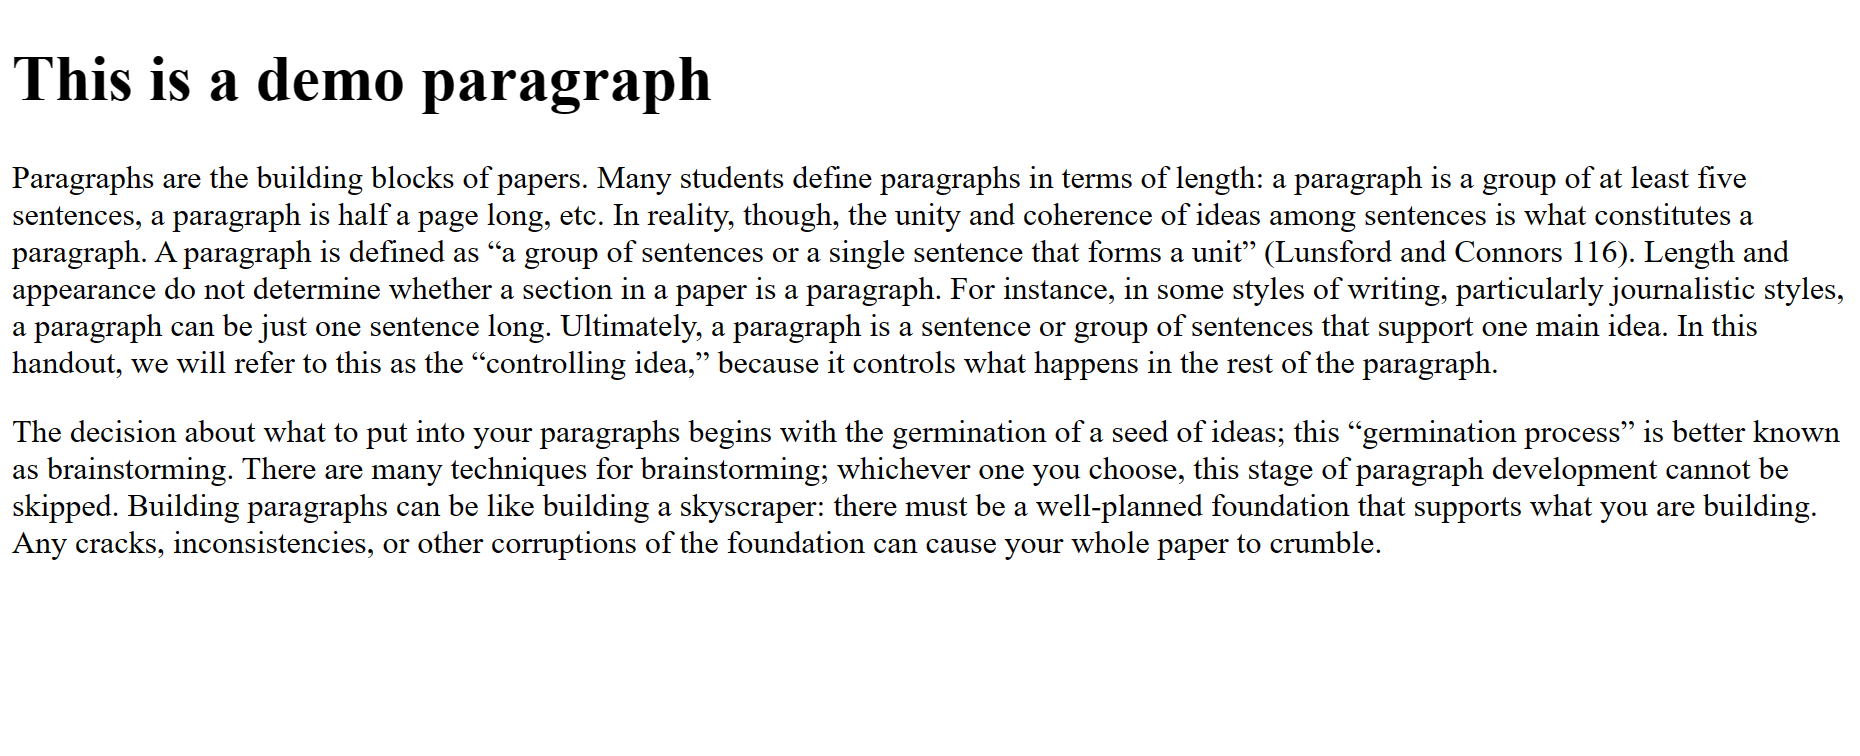 This is a demo paragraph
Paragraphs are the building blocks of papers. Many students define paragraphs in terms of length: a paragraph is a group of at least five
sentences, a paragraph is half a page long, etc. In reality, though, the unity and coherence of ideas among sentences is what constitutes a
paragraph. A paragraph is defined as “a group of sentences or a single sentence that forms a unit” (Lunsford and Connors 116). Length and
appearance do not determine whether a section in a paper is a paragraph. For instance, in some styles of writing, particularly journalistic styles,
a paragraph can be just one sentence long. Ultimately, a paragraph is a sentence or group of sentences that support one main idea. In this
handout, we will refer to this as the “controlling idea,” because it controls what happens in the rest of the paragraph.
The decision about what to put into your paragraphs begins with the germination of a seed of ideas; this “germination process” is better known
as brainstorming. There are many techniques for brainstorming; whichever one you choose, this stage of paragraph development cannot be
skipped. Building paragraphs can be like building a skyscraper: there must be a well-planned foundation that supports what you are building.
Any cracks, inconsistencies, or other corruptions of the foundation can cause your whole paper to crumble.